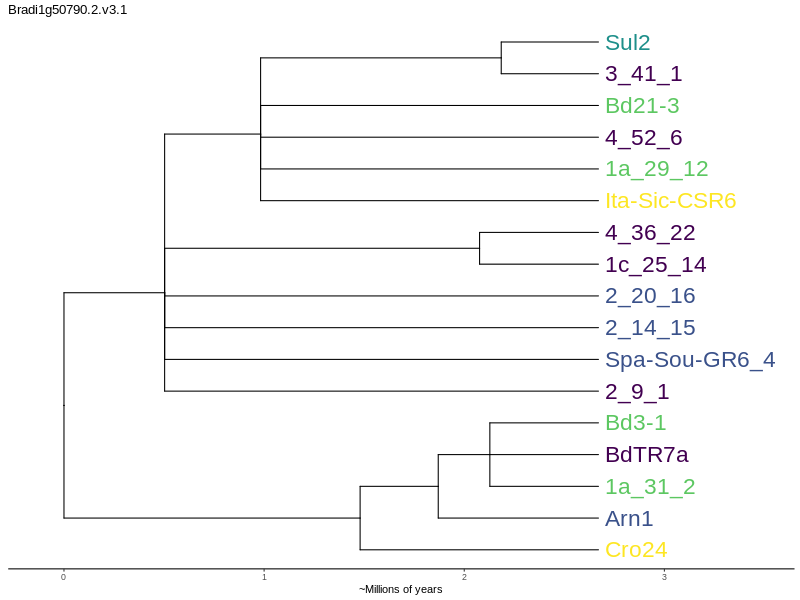 Bradi1g50790.2.v3.1
Sul2
3_41_1
Bd21-3
4_52_6
1a_29_12
Ita-Sic-CSR6
4_36_22
1c_25_14
2_20_16
2_14_15
Spa-Sou-GR6_4
2_9_1
Bd3-1
BdTR7a
1a_31_2
Arn1
Cro24
0 1 2 3
~Millions of years